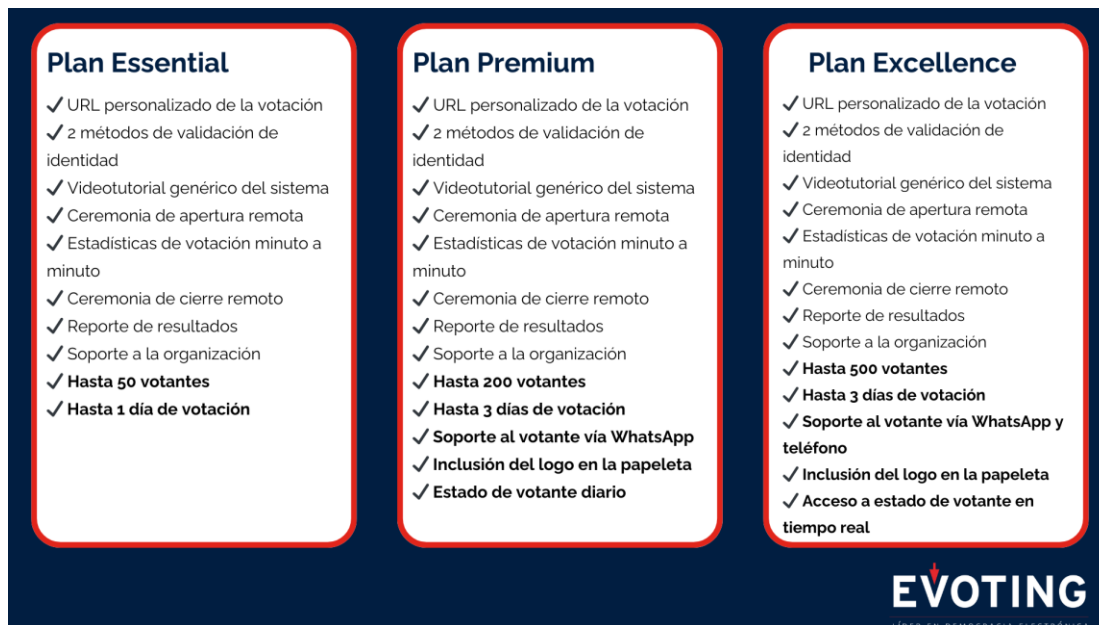 Plan Essential
✓ URL personalizado de la votación
✓ 2 métodos de validación de
identidad
✓ Videotutorial genérico del sistema
✓ Ceremonia de apertura remota
✓ Estadísticas de votación minuto a
minuto
✓ Ceremonia de cierre remoto
✓ Reporte de resultados
✓ Soporte a la organización
✓ Hasta 50 votantes
✓ Hasta 1 día de votación
Plan Premium
✓ URL personalizado de la votación
✓ 2 métodos de validación de
identidad
✓ Videotutorial genérico del sistema
✓ Ceremonia de apertura remota
✓ Estadísticas de votación minuto a
minuto
✓ Ceremonia de cierre remoto
✓ Reporte de resultados
✓ Soporte a la organización
✓ Hasta 200 votantes
✓ Hasta 3 días de votación
✓ Soporte al votante vía WhatsApp
✓ Inclusión del logo en la papeleta
✓ Estado de votante diario
Plan Excellence
✓ URL personalizado de la votación
✓ 2 métodos de validación de
identidad
✓ Videotutorial genérico del sistema
✓ Ceremonia de apertura remota
✓ Estadísticas de votación minuto a
minuto
✓ Ceremonia de cierre remoto
✓ Reporte de resultados
✓ Soporte a la organización
✓ Hasta 500 votantes
✓ Hasta 3 días de votación
✓ Soporte al votante vía WhatsApp y
teléfono
✓ Inclusión del logo en la papeleta
✓ Acceso a estado de votante en
tiempo real
EVOTING